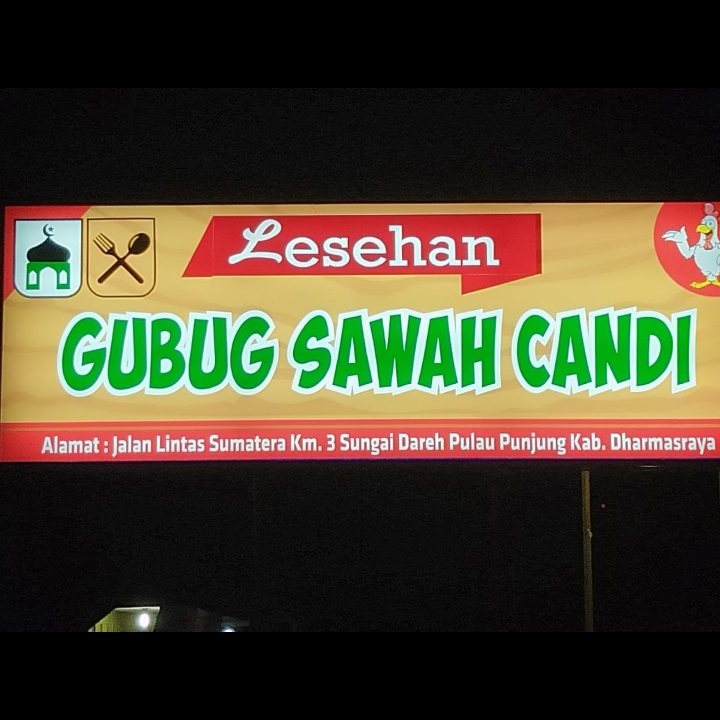 Lesehan
GUBUG SAWAH CANDI
Alamat : Jalan Lintas Sumatera Km. 3 Sungai Dareh Pulau Punjung Kab. Dharmasraya